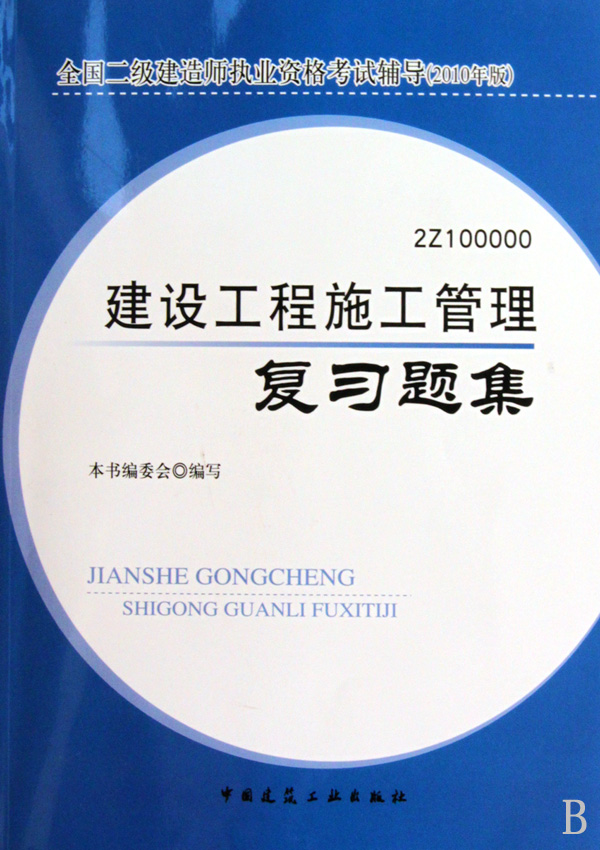 全国二级建造师执业资格考试辅导(2010年版)
2Z100000
建设工程施工管理
复习题集
本书编委会◎编写
JIANSHE GONGCHENG
SHIGONG GUANLI FUXITIJI
中国建筑工业出版社
B